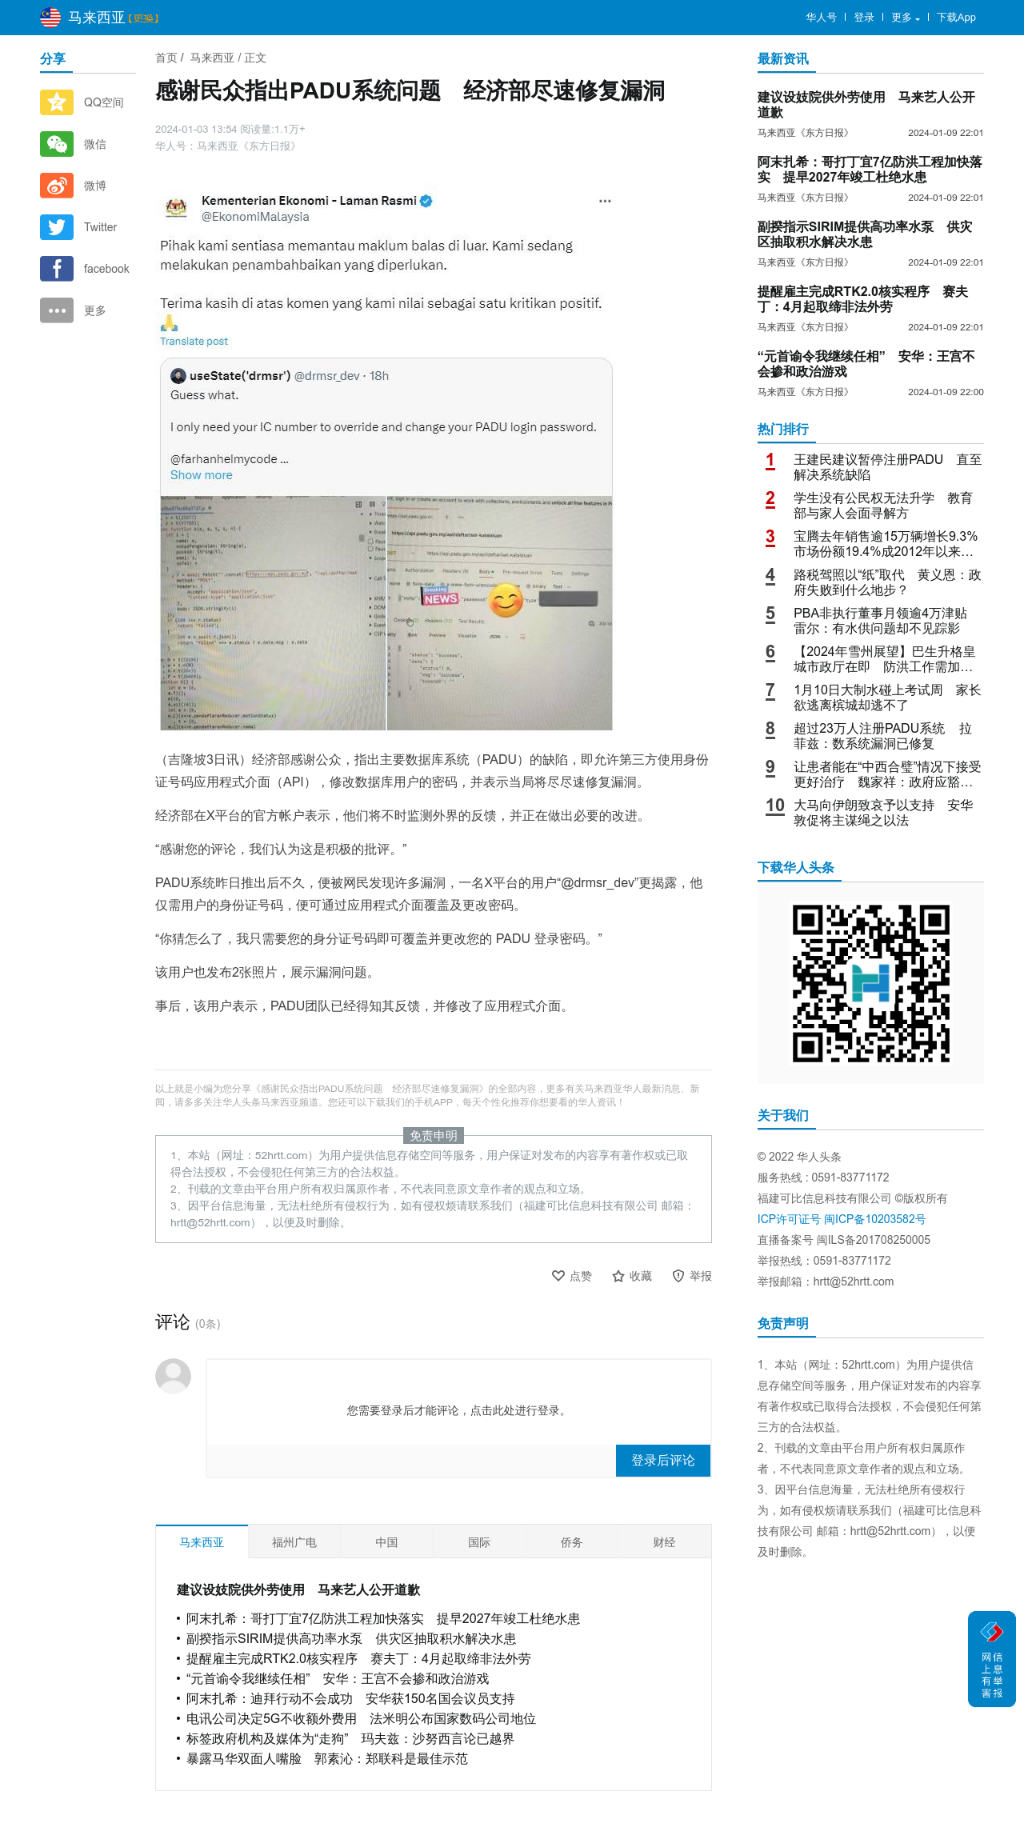 马来西亚【更换】
华人号 | 登录 | 更多 | 下载App
分享
QQ空间
微信
微博
Twitter
facebook
更多
首页 / 马来西亚 / 正文
感谢民众指出PADU系统问题　经济部尽速修复漏洞
2024-01-03 13:54 阅读量:1.1万+
华人号：马来西亚《东方日报》
Kementerian Ekonomi - Laman Rasmi
@EkonomiMalaysia
Pihak kami sentiasa memantau maklum balas di luar. Kami sedang
melakukan penambahbaikan yang diperlukan.
Terima kasih di atas komen yang kami nilai sebagai satu kritikan positif.
🙏
Translate post
useState('drmsr') @drmsr_dev · 18h
Guess what.
I only need your IC number to override and change your PADU login password.
@farhanhelmycode ...
Show more
Breaking
NEWS
（吉隆坡3日讯）经济部感谢公众，指出主要数据库系统（PADU）的缺陷，即允许第三方使用身份
证号码应用程式介面（API），修改数据库用户的密码，并表示当局将尽尽速修复漏洞。
经济部在X平台的官方帐户表示，他们将不时监测外界的反馈，并正在做出必要的改进。
“感谢您的评论，我们认为这是积极的批评。”
PADU系统昨日推出后不久，便被网民发现许多漏洞，一名X平台的用户“@drmsr_dev”更揭露，他
仅需用户的身份证号码，便可通过应用程式介面覆盖及更改密码。
“你猜怎么了，我只需要您的身分证号码即可覆盖并更改您的 PADU 登录密码。”
该用户也发布2张照片，展示漏洞问题。
事后，该用户表示，PADU团队已经得知其反馈，并修改了应用程式介面。
以上就是小编为您分享《感谢民众指出PADU系统问题　经济部尽速修复漏洞》的全部内容，更多有关马来西亚华人最新消息、新
闻，请多多关注华人头条马来西亚频道。您还可以下载我们的手机APP，每天个性化推荐你想要看的华人资讯！
免责申明
1、本站（网址：52hrtt.com）为用户提供信息存储空间等服务，用户保证对发布的内容享有著作权或已取
得合法授权，不会侵犯任何第三方的合法权益。
2、刊载的文章由平台用户所有权归属原作者，不代表同意原文章作者的观点和立场。
3、因平台信息海量，无法杜绝所有侵权行为，如有侵权烦请联系我们（福建可比信息科技有限公司 邮箱：
hrtt@52hrtt.com），以便及时删除。
点赞 收藏 举报
评论 (0条)
您需要登录后才能评论，点击此处进行登录。
登录后评论
马来西亚 福州广电 中国 国际 侨务 财经
建议设妓院供外劳使用　马来艺人公开道歉
• 阿末扎希：哥打丁宜7亿防洪工程加快落实　提早2027年竣工杜绝水患
• 副揆指示SIRIM提供高功率水泵　供灾区抽取积水解决水患
• 提醒雇主完成RTK2.0核实程序　赛夫丁：4月起取缔非法外劳
• “元首谕令我继续任相”　安华：王宫不会掺和政治游戏
• 阿末扎希：迪拜行动不会成功　安华获150名国会议员支持
• 电讯公司决定5G不收额外费用　法米明公布国家数码公司地位
• 标签政府机构及媒体为“走狗”　玛夫兹：沙努西言论已越界
• 暴露马华双面人嘴脸　郭素沁：郑联科是最佳示范
最新资讯
建议设妓院供外劳使用　马来艺人公开
道歉
马来西亚《东方日报》 2024-01-09 22:01
阿末扎希：哥打丁宜7亿防洪工程加快落
实　提早2027年竣工杜绝水患
马来西亚《东方日报》 2024-01-09 22:01
副揆指示SIRIM提供高功率水泵　供灾
区抽取积水解决水患
马来西亚《东方日报》 2024-01-09 22:01
提醒雇主完成RTK2.0核实程序　赛夫
丁：4月起取缔非法外劳
马来西亚《东方日报》 2024-01-09 22:01
“元首谕令我继续任相”　安华：王宫不
会掺和政治游戏
马来西亚《东方日报》 2024-01-09 22:00
热门排行
1 王建民建议暂停注册PADU　直至
解决系统缺陷
2 学生没有公民权无法升学　教育
部与家人会面寻解方
3 宝腾去年销售逾15万辆增长9.3%
市场份额19.4%成2012年以来…
4 路税驾照以“纸”取代　黄义恩：政
府失败到什么地步？
5 PBA非执行董事月领逾4万津贴
雷尔：有水供问题却不见踪影
6 【2024年雪州展望】巴生升格皇
城市政厅在即　防洪工作需加…
7 1月10日大制水碰上考试周　家长
欲逃离槟城却逃不了
8 超过23万人注册PADU系统　拉
菲兹：数系统漏洞已修复
9 让患者能在“中西合璧”情况下接受
更好治疗　魏家祥：政府应豁…
10 大马向伊朗致哀予以支持　安华
敦促将主谋绳之以法
下载华人头条
关于我们
© 2022 华人头条
服务热线 : 0591-83771172
福建可比信息科技有限公司 ©版权所有
ICP许可证号 闽ICP备10203582号
直播备案号 闽ILS备201708250005
举报热线：0591-83771172
举报邮箱：hrtt@52hrtt.com
免责声明
1、本站（网址：52hrtt.com）为用户提供信
息存储空间等服务，用户保证对发布的内容享
有著作权或已取得合法授权，不会侵犯任何第
三方的合法权益。
2、刊载的文章由平台用户所有权归属原作
者，不代表同意原文章作者的观点和立场。
3、因平台信息海量，无法杜绝所有侵权行
为，如有侵权烦请联系我们（福建可比信息科
技有限公司 邮箱：hrtt@52hrtt.com），以便
及时删除。
网上有害
信息举报